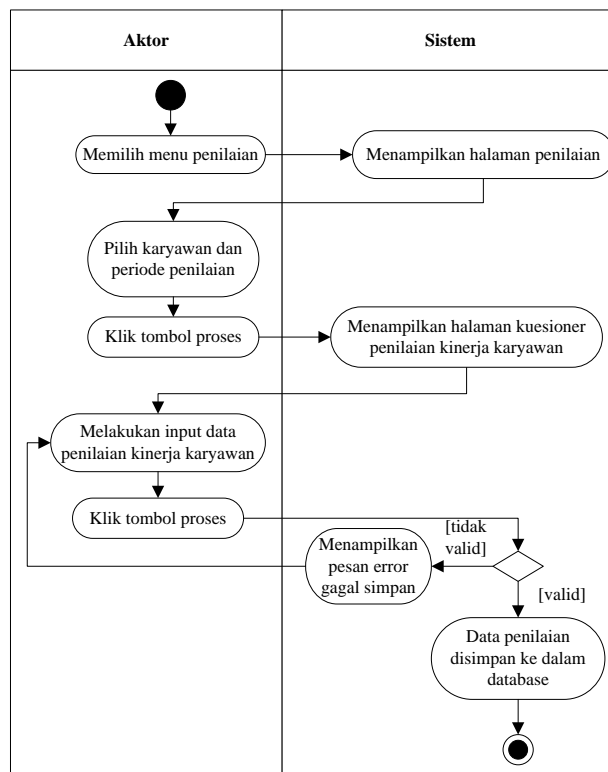 Aktor
Sistem
Memilih menu penilaian
Menampilkan halaman penilaian
Pilih karyawan dan
periode penilaian
Klik tombol proses
Menampilkan halaman kuesioner
penilaian kinerja karyawan
Melakukan input data
penilaian kinerja karyawan
Klik tombol proses
[tidak
valid]
Menampilkan
pesan error
gagal simpan
[valid]
Data penilaian
disimpan ke dalam
database